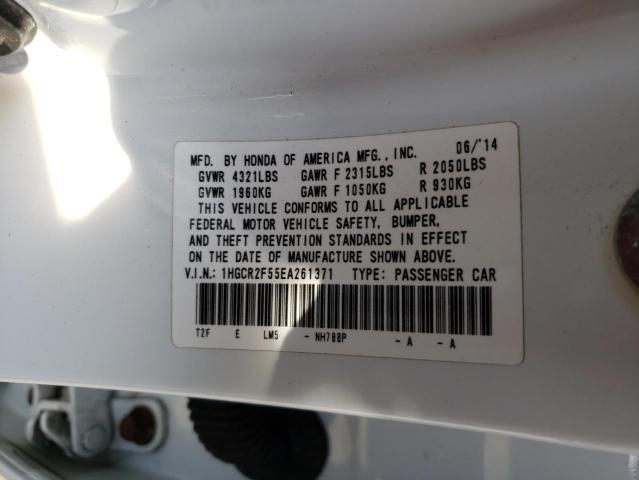 MFD. BY HONDA OF AMERICA MFG., INC. 06/'14
GVWR 4321LBS GAWR F 2315LBS R 2050LBS
GVWR 1960KG GAWR F 1050KG R 930KG
THIS VEHICLE CONFORMS TO ALL APPLICABLE
FEDERAL MOTOR VEHICLE SAFETY, BUMPER,
AND THEFT PREVENTION STANDARDS IN EFFECT
ON THE DATE OF MANUFACTURE SHOWN ABOVE.
V.I.N.: 1HGCR2F55EA261371 TYPE: PASSENGER CAR
T2F E LM5 - NH788P - A - A